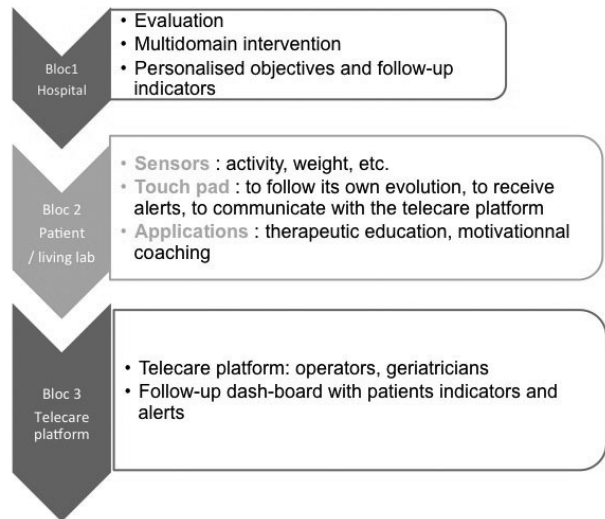 Bloc1
Hospital
• Evaluation
• Multidomain intervention
• Personalised objectives and follow-up
indicators
Bloc 2
Patient
/ living lab
• Sensors : activity, weight, etc.
• Touch pad : to follow its own evolution, to receive
alerts, to communicate with the telecare platform
• Applications : therapeutic education, motivationnal
coaching
Bloc 3
Telecare
platform
• Telecare platform: operators, geriatricians
• Follow-up dash-board with patients indicators and
alerts